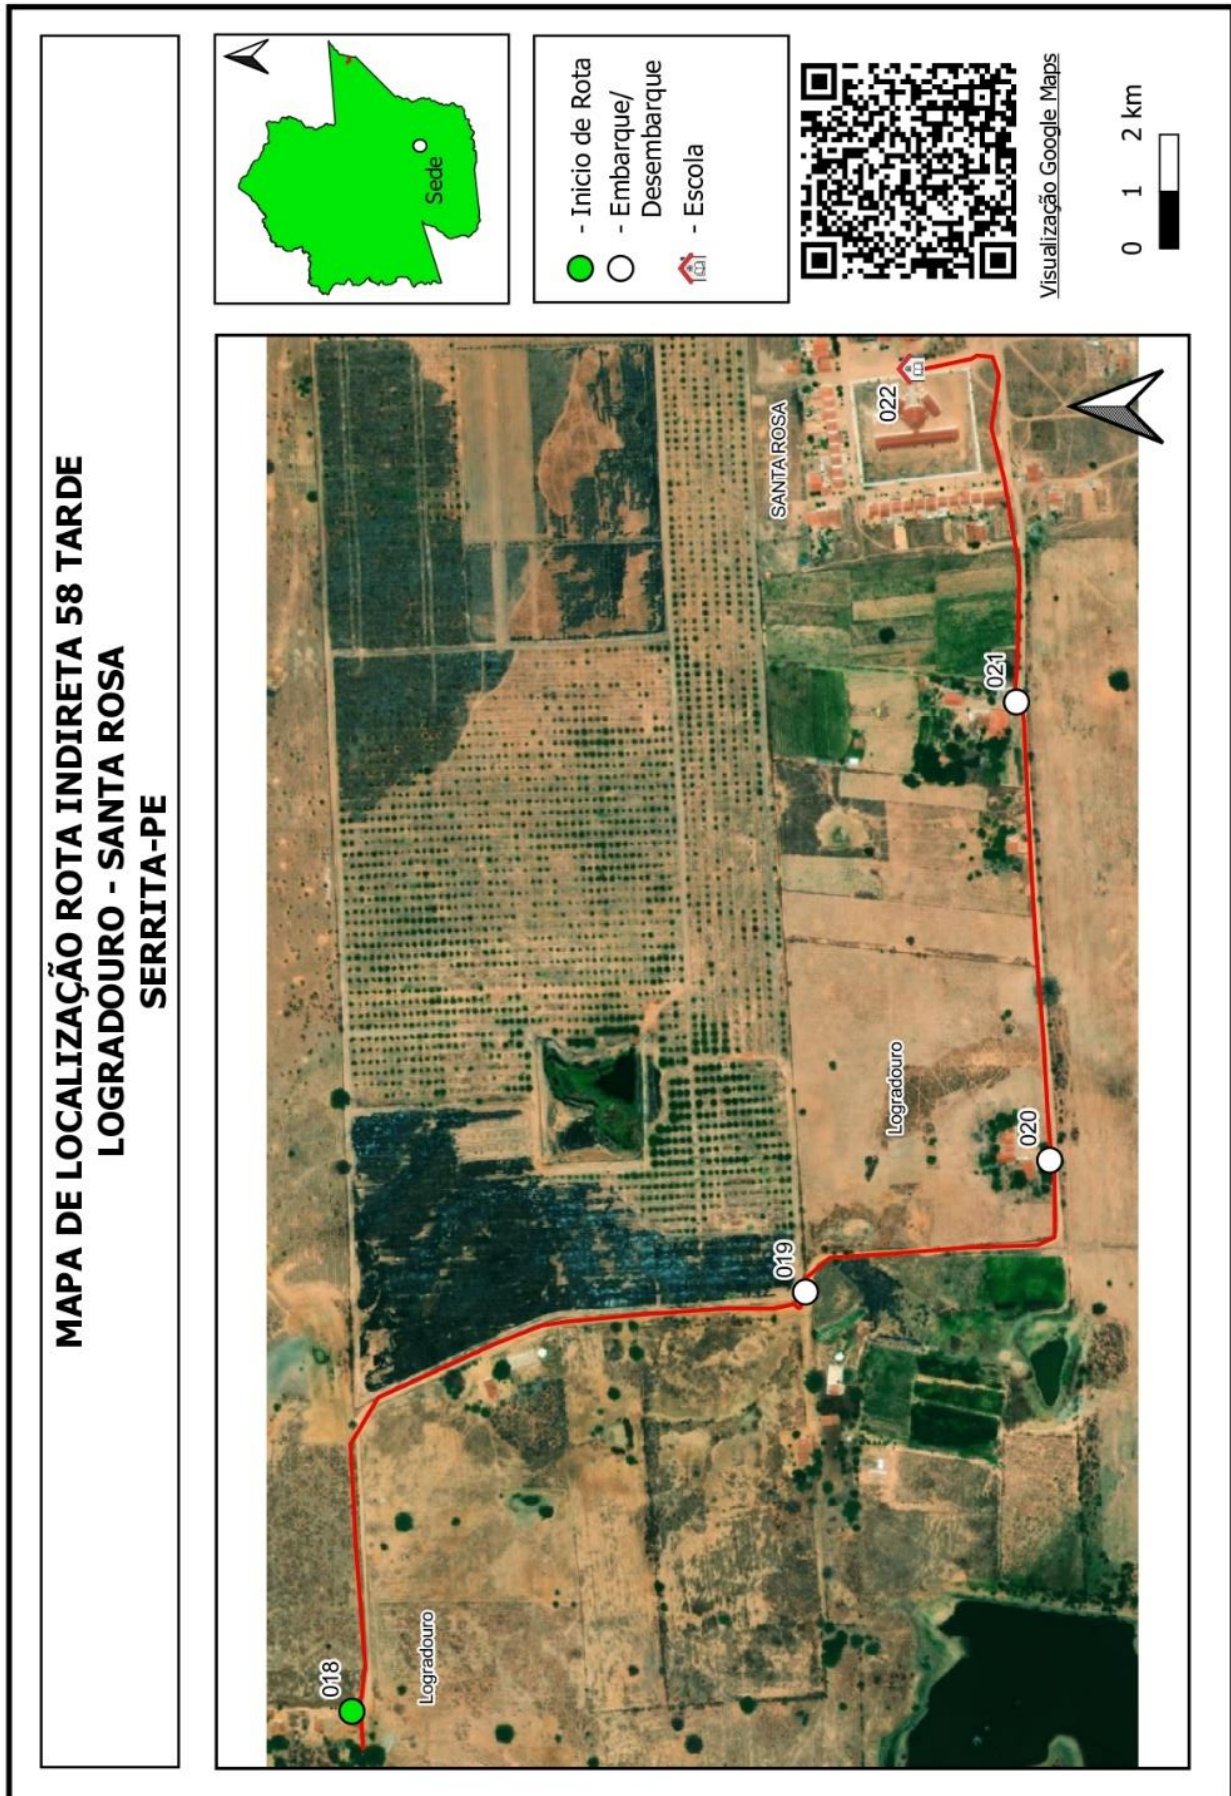 MAPA DE LOCALIZAÇÃO ROTA INDIRETA 58 TARDE
LOGRADOURO - SANTA ROSA
SERRITA-PE
Sede
- Inicio de Rota
- Embarque/
Desembarque
- Escola
Visualização Google Maps
0 1 2 km
018
Logradouro
019
020
Logradouro
021
SANTA ROSA
022